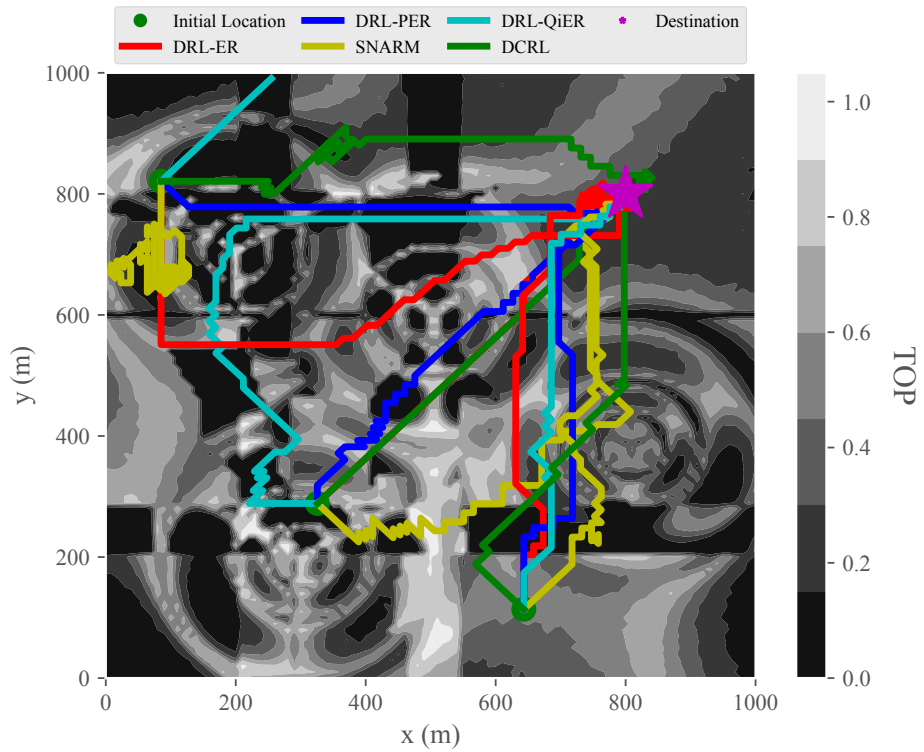 Initial Location DRL-PER DRL-QiER Destination
DRL-ER SNARM DCRL
1000
800
600
400
200
0
0 200 400 600 800 1000
x (m)
y (m)
1.0
0.8
0.6
0.4
0.2
0.0
TOP